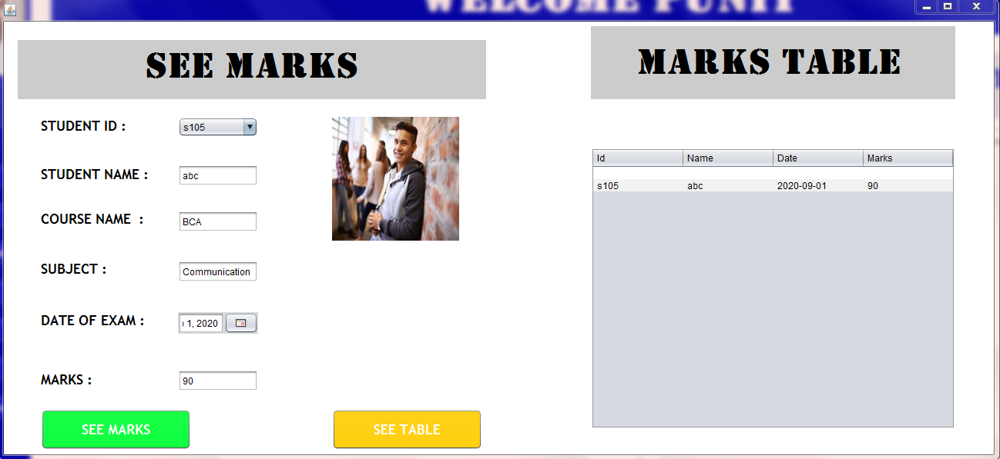 WELCOME PUNIT
SEE MARKS
STUDENT ID :
s105
STUDENT NAME :
abc
COURSE NAME :
BCA
SUBJECT :
Communication
DATE OF EXAM :
1, 2020
MARKS :
90
SEE MARKS
SEE TABLE
MARKS TABLE
Id Name Date Marks
s105 abc 2020-09-01 90